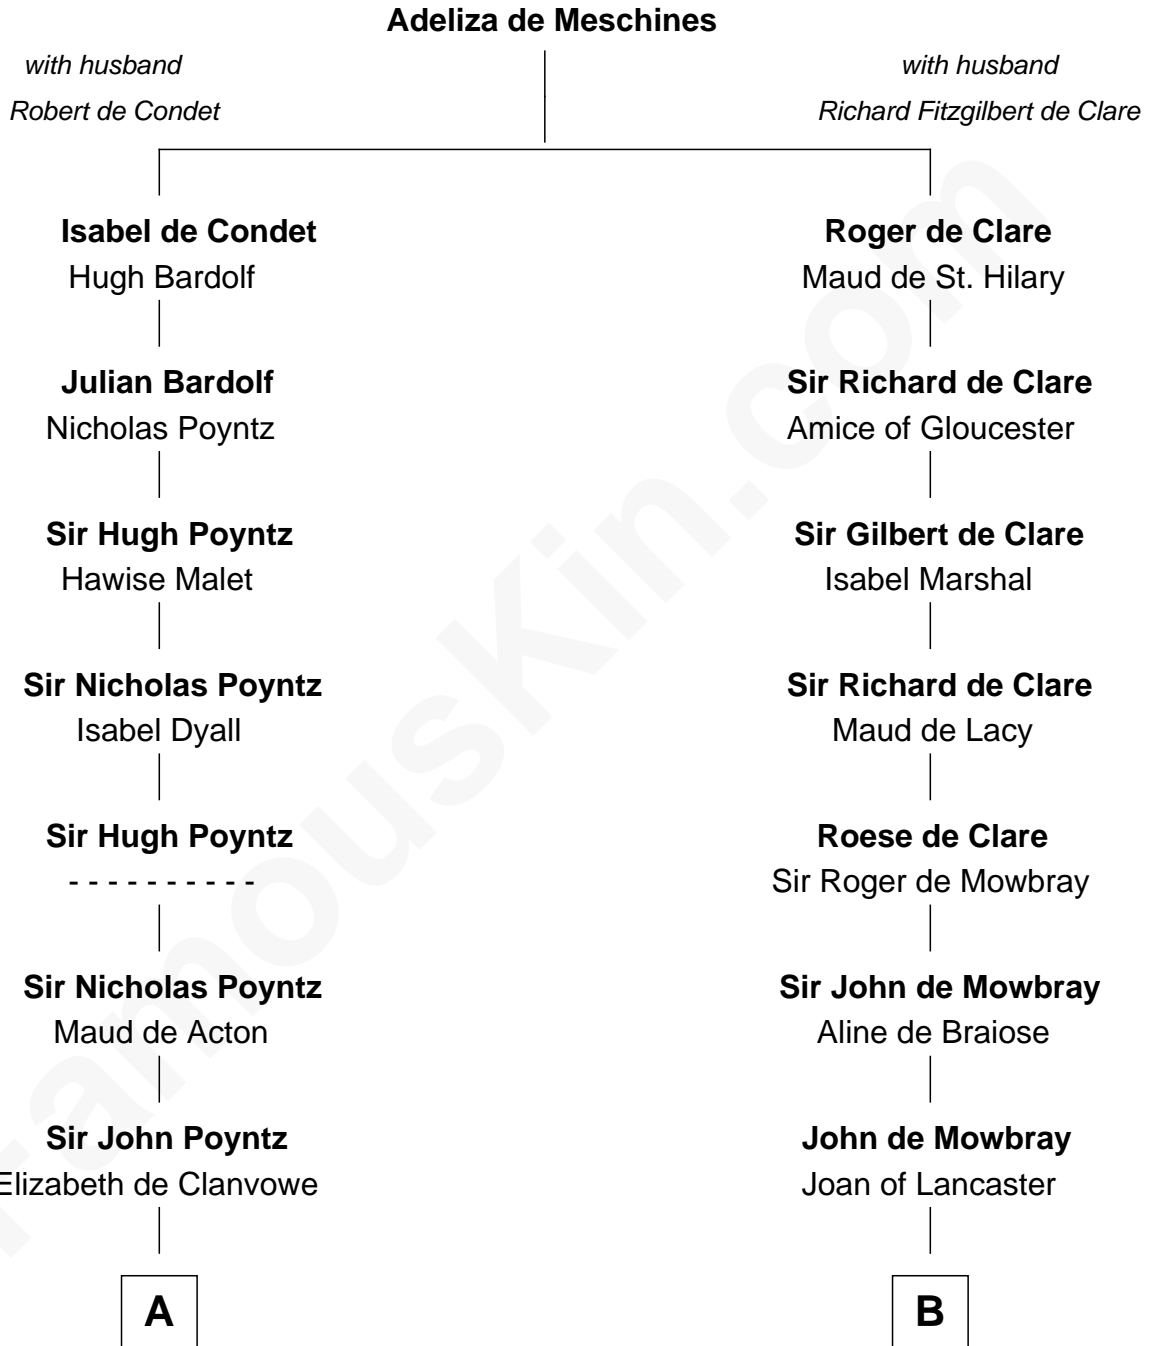 Adeliza de Meschines
with husband
Robert de Condet
with husband
Richard Fitzgilbert de Clare
Isabel de Condet
Hugh Bardolf
Roger de Clare
Maud de St. Hilary
Julian Bardolf
Nicholas Poyntz
Sir Richard de Clare
Amice of Gloucester
Sir Hugh Poyntz
Hawise Malet
Sir Gilbert de Clare
Isabel Marshal
Sir Nicholas Poyntz
Isabel Dyall
Sir Richard de Clare
Maud de Lacy
Sir Hugh Poyntz
- - - - - - - - - -
Roese de Clare
Sir Roger de Mowbray
Sir Nicholas Poyntz
Maud de Acton
Sir John de Mowbray
Aline de Braiose
Sir John Poyntz
Elizabeth de Clanvowe
John de Mowbray
Joan of Lancaster
A
B
FamousKin.com